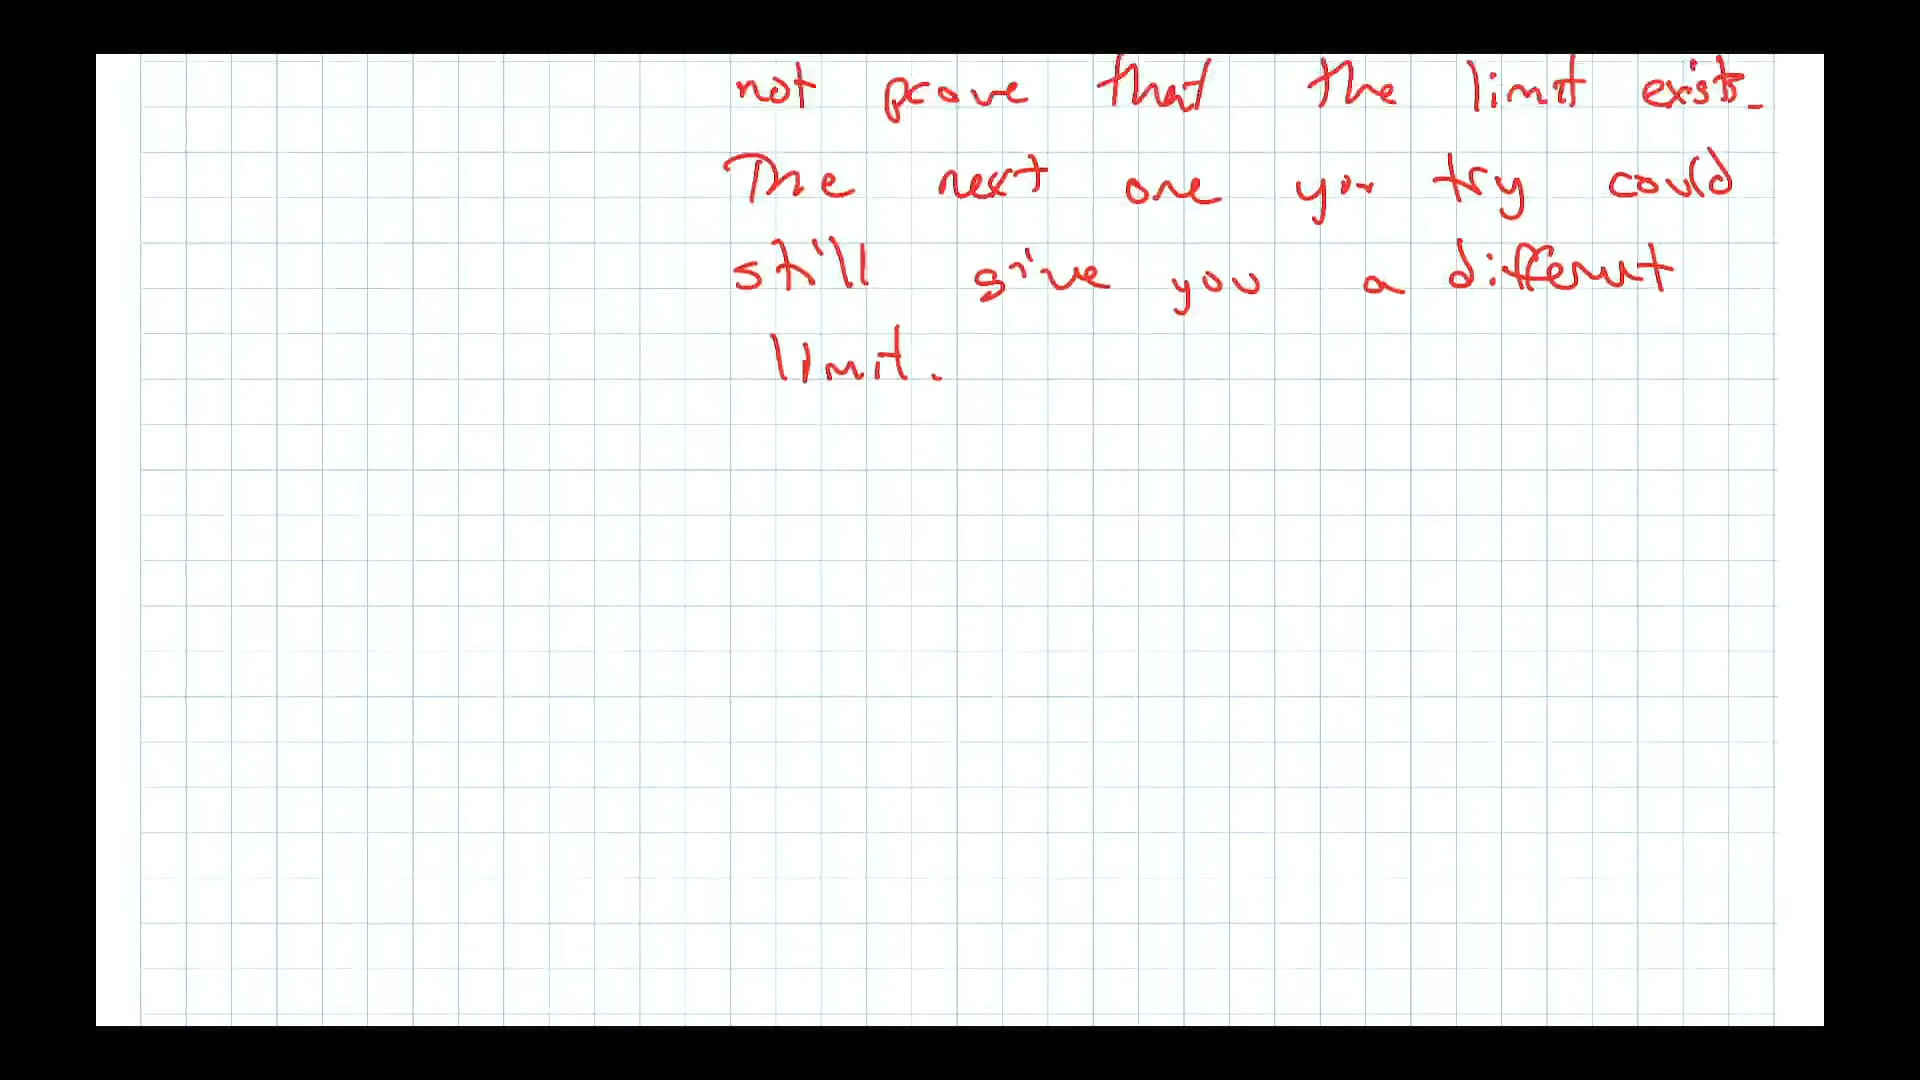 not prove that the limit exists.
The next one you try could
still give you a different
limit.